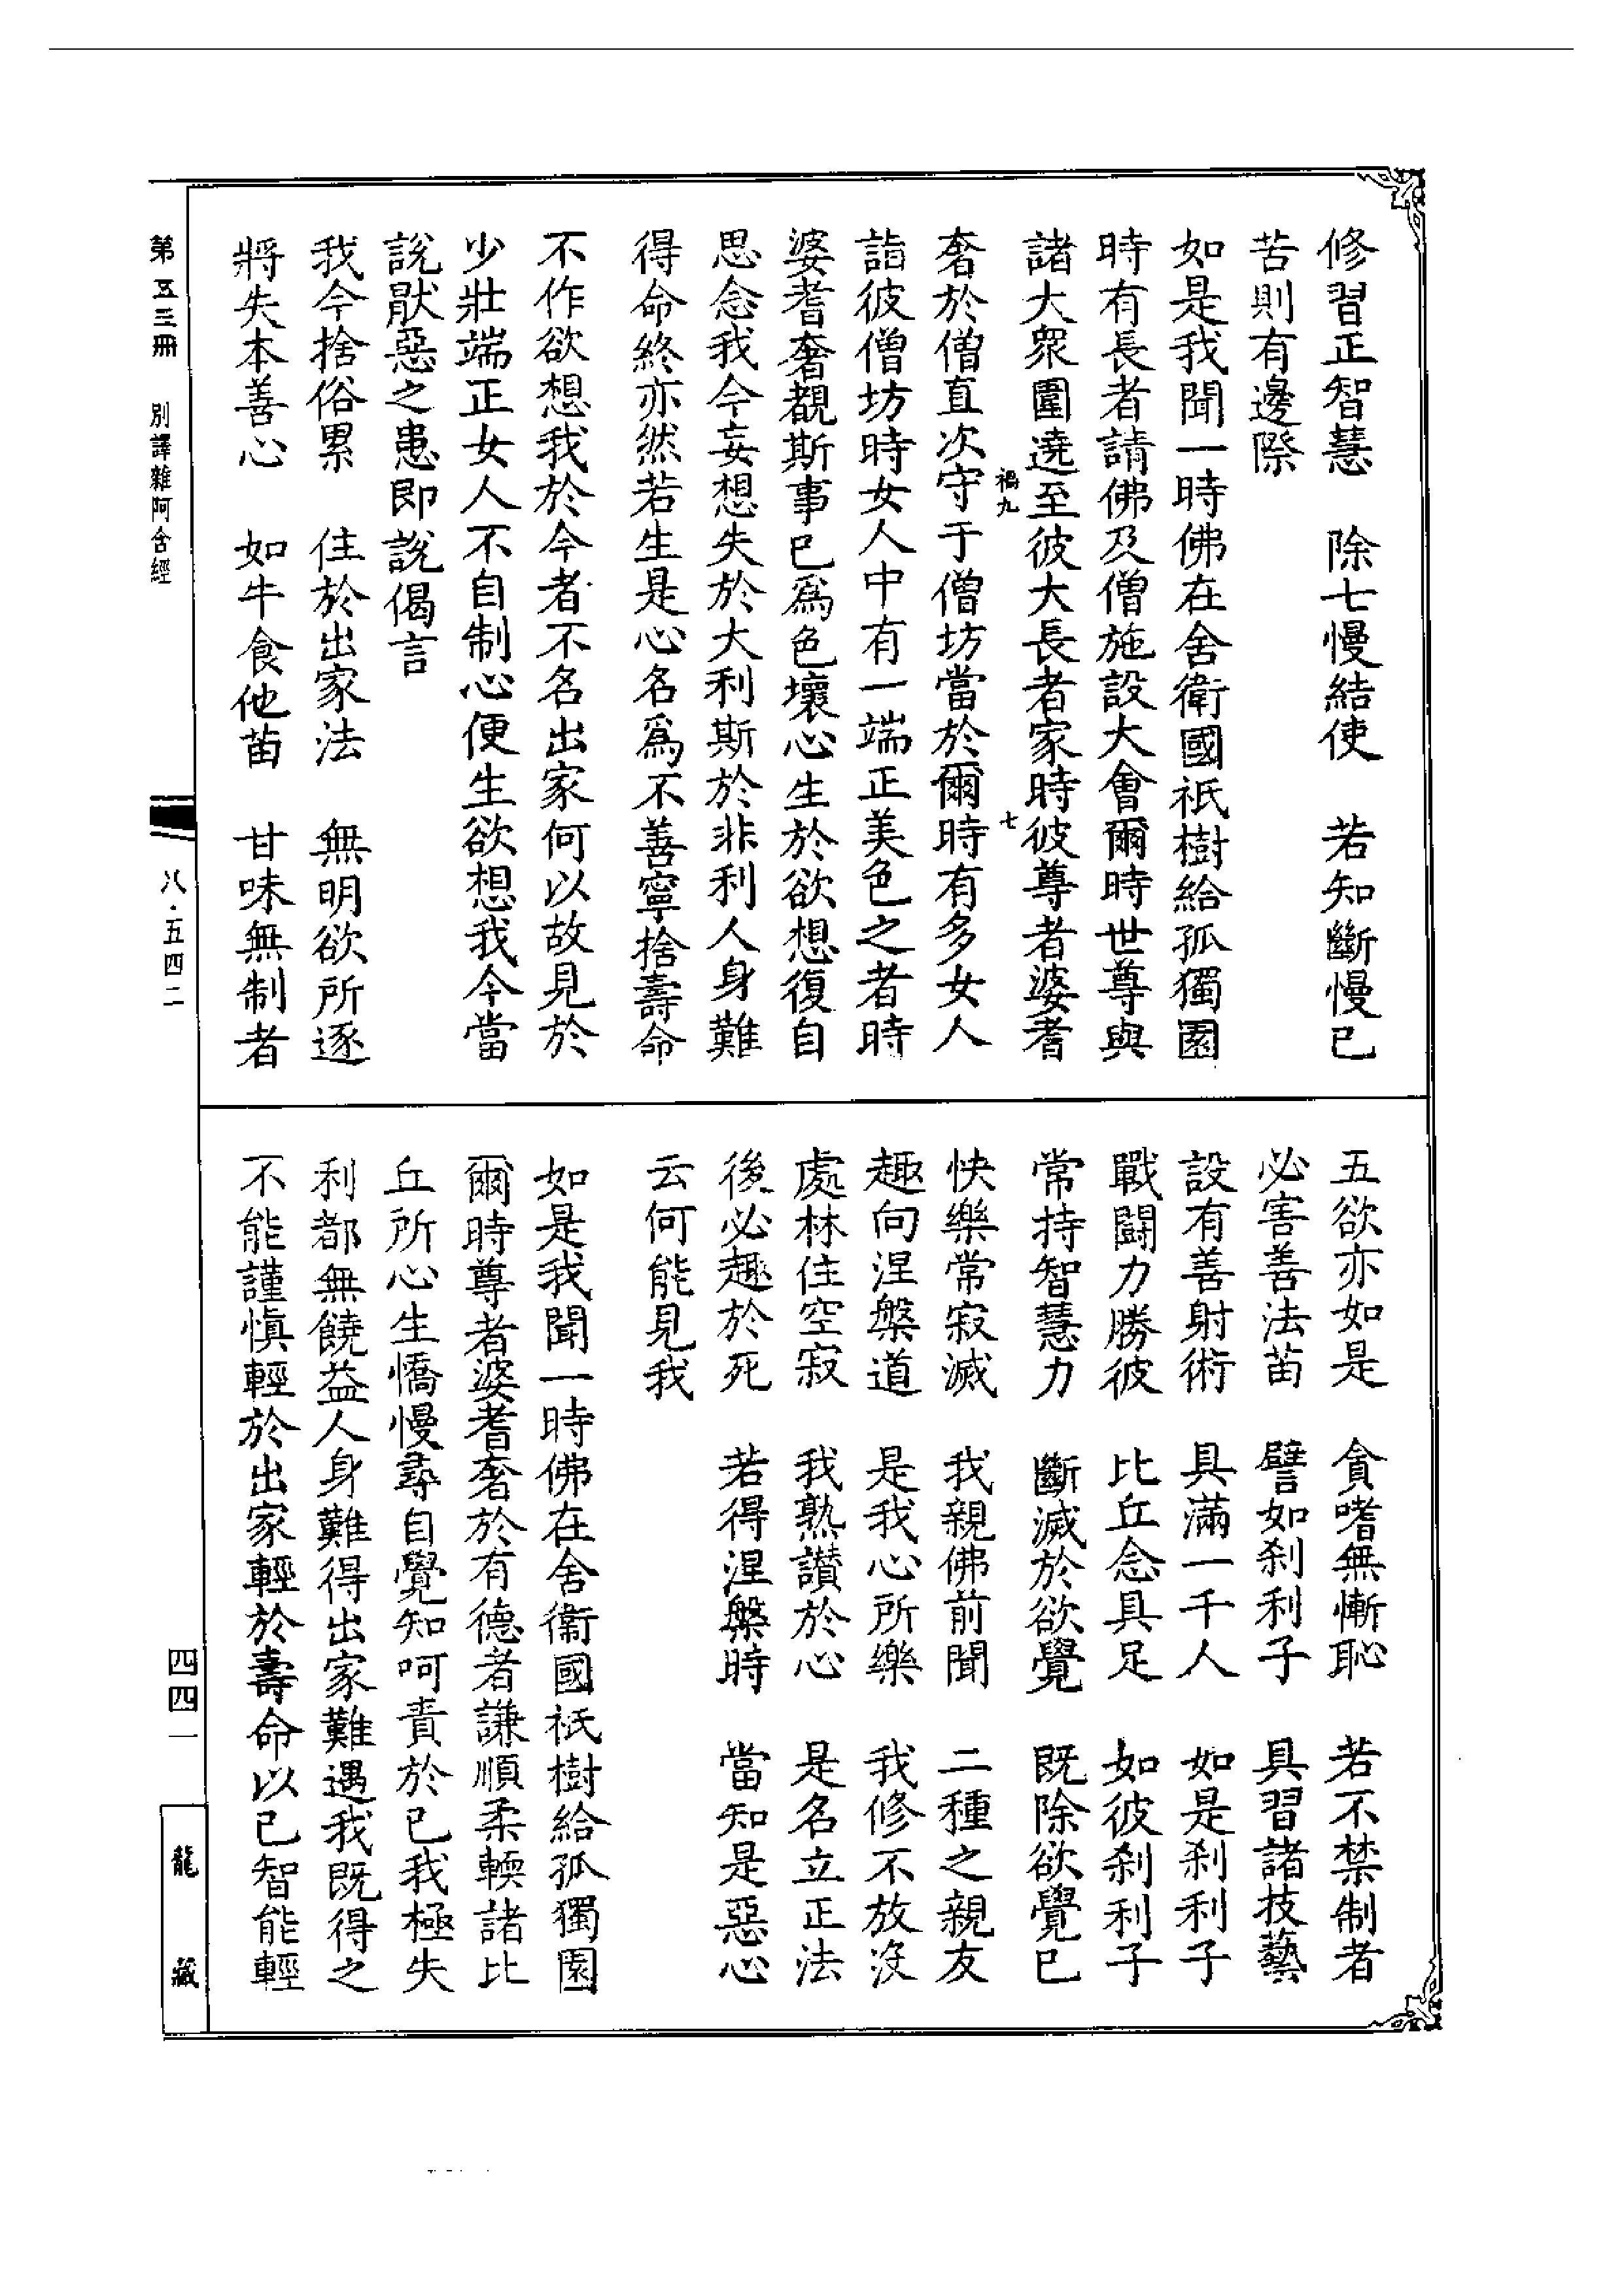 修習正智慧　除七慢結使　若知斷慢已
苦則有邊際
如是我聞一時佛在舍衛國祇樹給孤獨園
時有長者請佛及僧施設大會爾時世尊與
諸大眾圍遶至彼大長者家時彼尊者婆耆
奢於僧直次守于僧坊當於爾時有多女人
詣彼僧坊時女人中有一端正美色之者時
婆耆奢覩斯事已爲色壞心生於欲想復自
思念我今妄想失於大利斯於非利人身難
得命終亦然若生是心名爲不善寧捨壽命
不作欲想我於今者不名出家何以故見於
少壯端正女人不自制心便生欲想我今當
說猒惡之患即說偈言
我今捨俗累　住於出家法　無明欲所逐
將失本善心　如牛食他苗　甘味無制者
五欲亦如是　貪嗜無慚恥　若不禁制者
必害善法苗　譬如刹利子　具習諸技藝
設有善射術　具滿一千人　如是刹利子
戰鬪力勝彼　比丘念具足　如彼刹利子
常持智慧力　斷滅於欲覺　既除欲覺已
快樂常寂滅　我親佛前聞　二種之親友
趣向涅槃道　是我心所樂　我修不放沒
處林住空寂　我熟讃於心　是名立正法
後必趣於死　若得涅槃時　當知是惡心
云何能見我
如是我聞一時佛在舍衞國祇樹給孤獨園
爾時尊者婆耆奢於有德者謙順柔輭諸比
丘所心生憍慢尋自覺知呵責於已我極失
利都無饒益人身難得出家難遇我既得之
不能謹慎輕於出家輕於壽命以已智能輕
第五三冊　別譯雜阿含經
八·五四二
四四一
龍藏
七